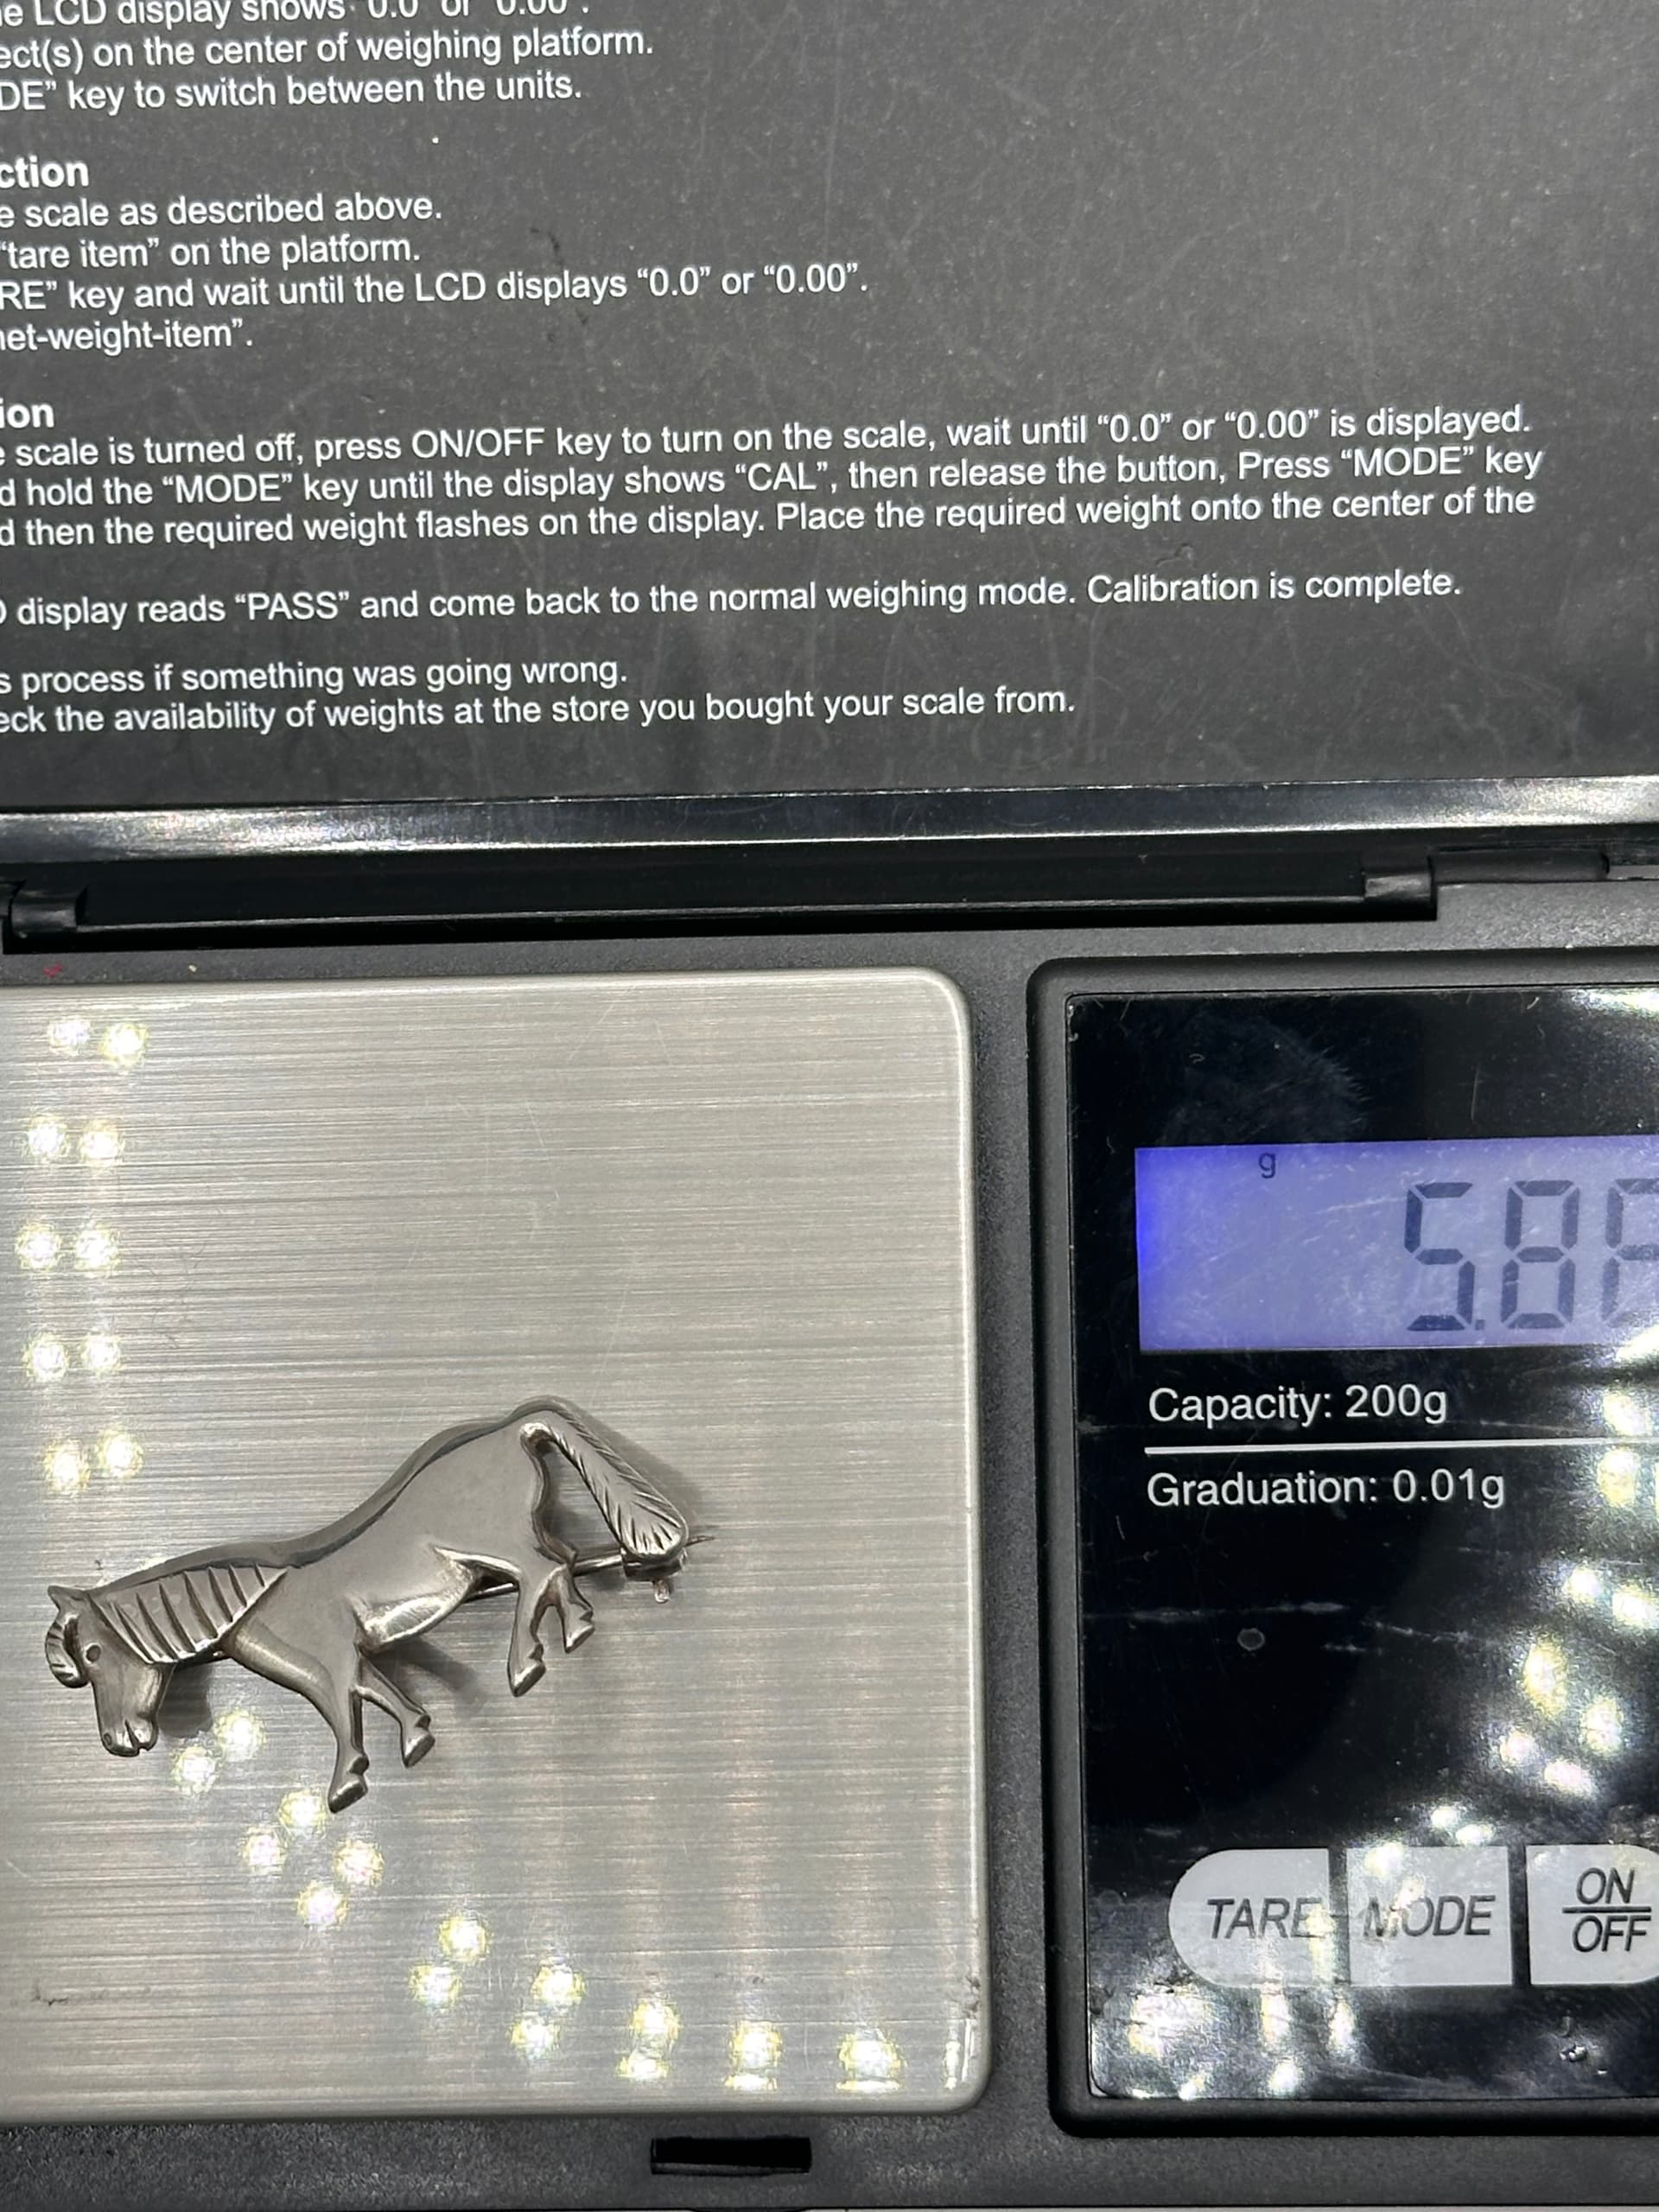 LCD display shows "0.0" or "0.00".
ect(s) on the center of weighing platform.
DE" key to switch between the units.
ction
e scale as described above.
"tare item" on the platform.
RE" key and wait until the LCD displays "0.0" or "0.00".
net-weight-item".
ion
scale is turned off, press ON/OFF key to turn on the scale, wait until "0.0" or "0.00" is displayed.
d hold the "MODE" key until the display shows "CAL", then release the button, Press "MODE" key
d then the required weight flashes on the display. Place the required weight onto the center of the
display reads "PASS" and come back to the normal weighing mode. Calibration is complete.
s process if something was going wrong.
eck the availability of weights at the store you bought your scale from.
g
5.8
Capacity: 200g
Graduation: 0.01g
TARE MODE ON/OFF